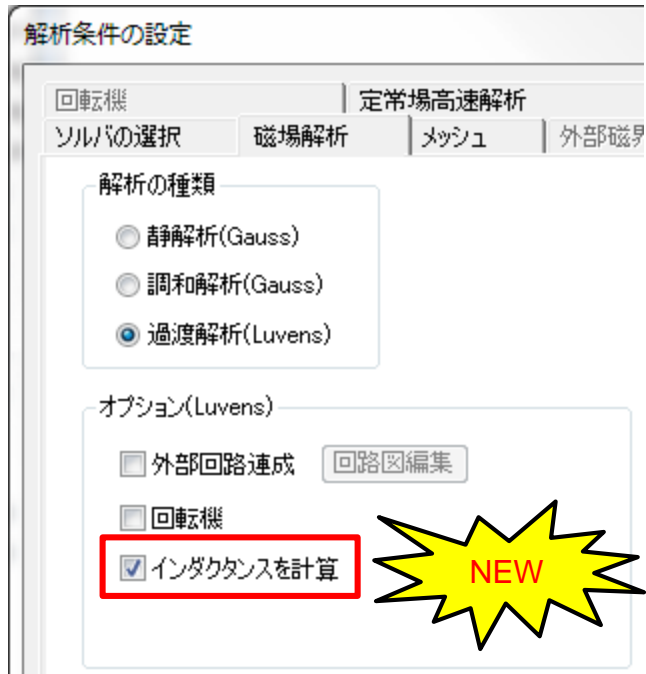 解析条件の設定
回転機 定常場高速解析
ソルバの選択 磁場解析 メッシュ 外部磁界
解析の種類
静解析(Gauss)
調和解析(Gauss)
過渡解析(Luvens)
オプション(Luvens)
外部回路連成 回路図編集
回転機
インダクタンスを計算
NEW